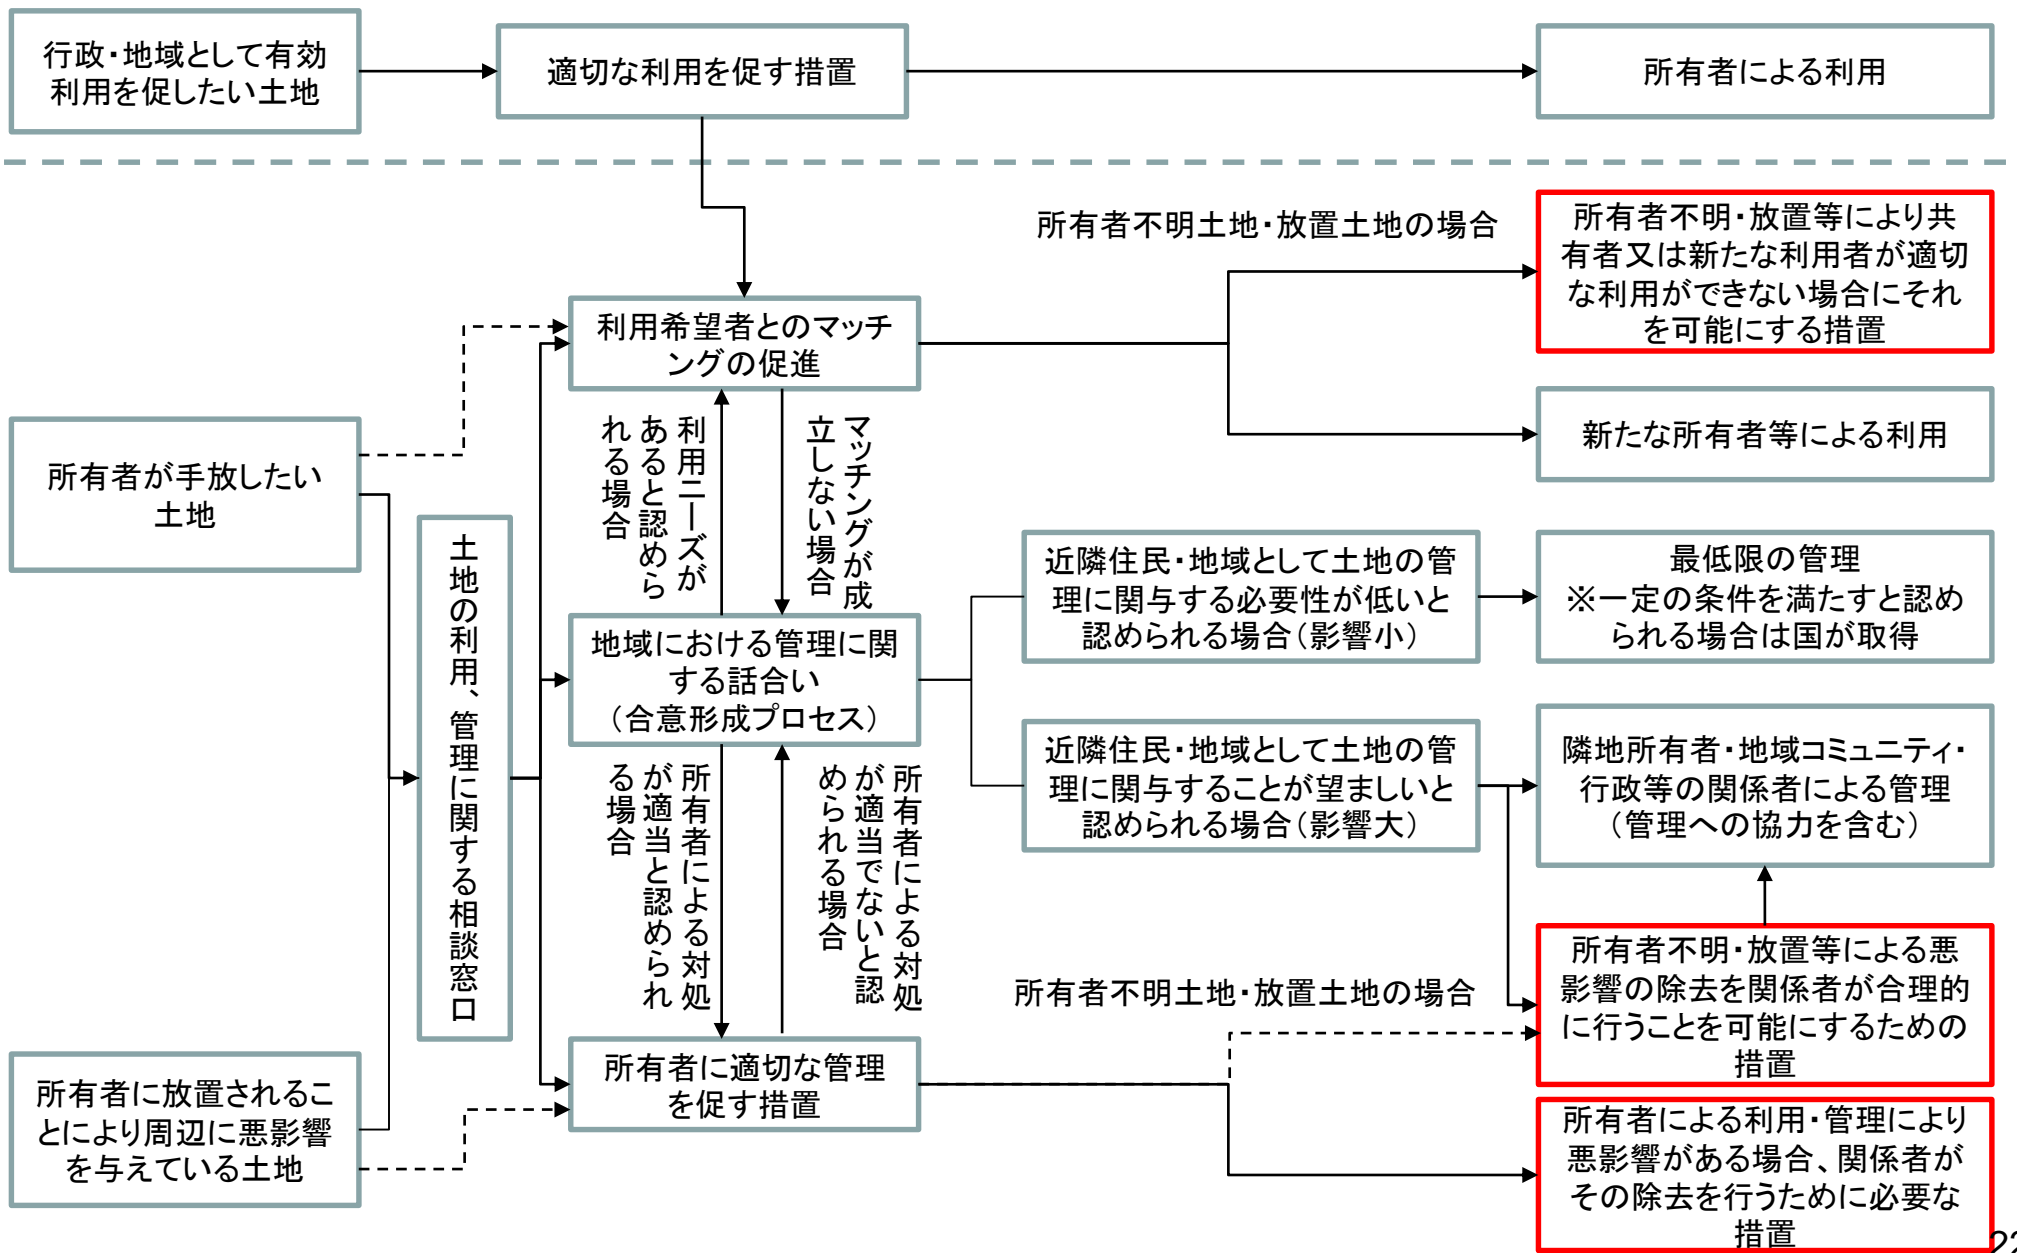 行政・地域として有効
利用を促したい土地
適切な利用を促す措置
所有者による利用
所有者不明土地・放置土地の場合
所有者不明・放置等により共
有者又は新たな利用者が適切
な利用ができない場合にそれ
を可能にする措置
利用希望者とのマッチ
ングの促進
新たな所有者等による利用
所有者が手放したい
土地
利用ニーズが
あると認めら
れる場合
マッチングが成
立しない場合
土地の利用、管理に関する相談窓口
近隣住民・地域として土地の管
理に関与する必要性が低いと
認められる場合(影響小)
最低限の管理
※一定の条件を満たすと認め
られる場合は国が取得
地域における管理に関
する話合い
(合意形成プロセス)
近隣住民・地域として土地の管
理に関与することが望ましいと
認められる場合(影響大)
隣地所有者・地域コミュニティ・
行政等の関係者による管理
(管理への協力を含む)
所有者による対処
が適当と認められ
る場合
所有者による対処
が適当でないと認
められる場合
所有者不明土地・放置土地の場合
所有者不明・放置等による悪
影響の除去を関係者が合理的
に行うことを可能にするための
措置
所有者に放置されるこ
とにより周辺に悪影響
を与えている土地
所有者に適切な管理
を促す措置
所有者による利用・管理により
悪影響がある場合、関係者が
その除去を行うために必要な
措置